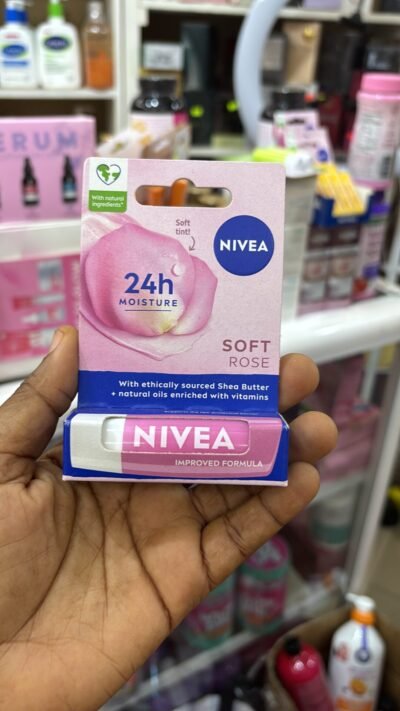 ERUM
With natural
ingredients*
Soft
tint!
NIVEA
24h
MOISTURE
SOFT
ROSE
With ethically sourced Shea Butter
+ natural oils enriched with vitamins
NIVEA
IMPROVED FORMULA